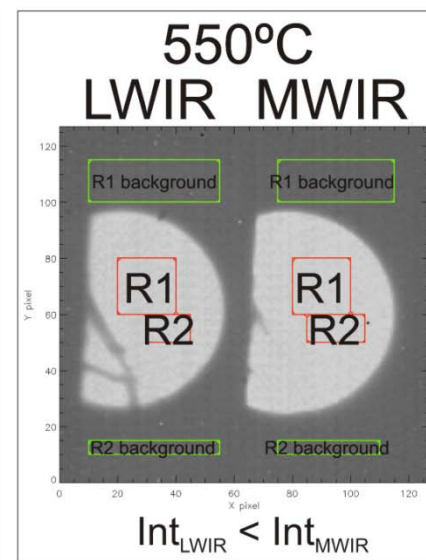 550ºC
LWIR MWIR
R1 background R1 background
R1 R1
R2 R2
R2 background R2 background
Y pixel
120
100
80
60
40
20
0
0 20 40 60 80 100 120
X pixel
Int_LWIR < Int_MWIR